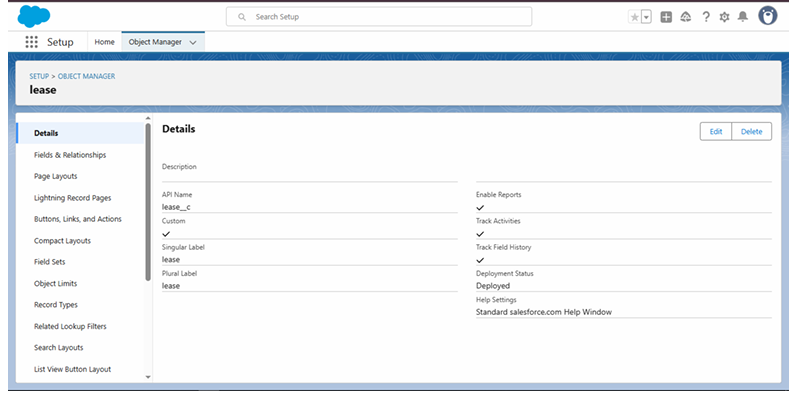 Search Setup
Setup
Home
Object Manager
SETUP > OBJECT MANAGER
lease
Details
Fields & Relationships
Page Layouts
Lightning Record Pages
Buttons, Links, and Actions
Compact Layouts
Field Sets
Object Limits
Record Types
Related Lookup Filters
Search Layouts
List View Button Layout
Details
Edit
Delete
Description
API Name
lease__c
Custom
Singular Label
lease
Plural Label
lease
Enable Reports
Track Activities
Track Field History
Deployment Status
Deployed
Help Settings
Standard salesforce.com Help Window